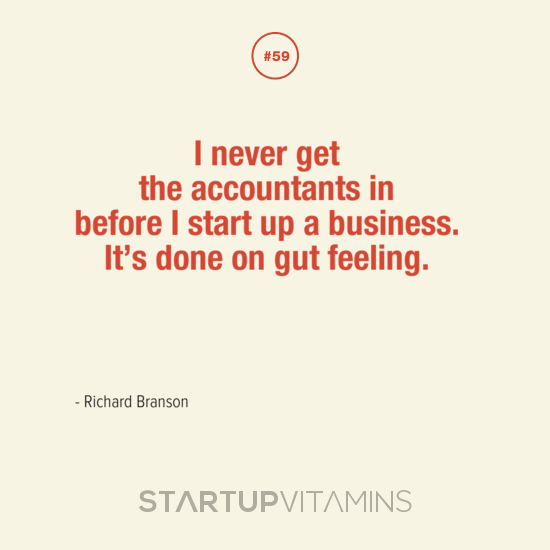 #59
I never get
the accountants in
before I start up a business.
It’s done on gut feeling.
- Richard Branson
STARTUPVITAMINS